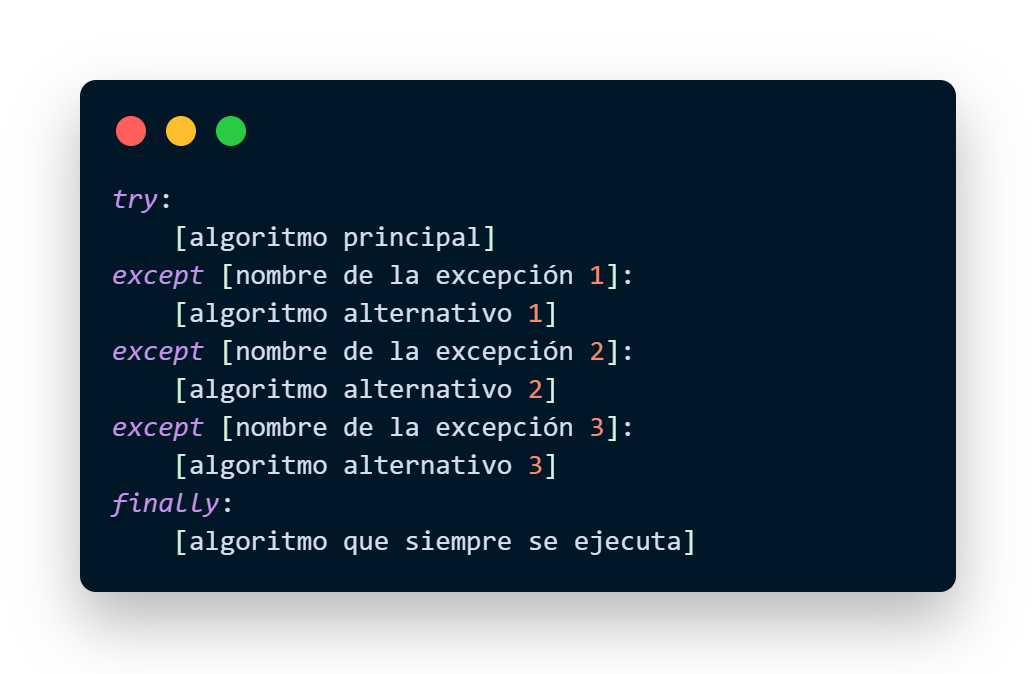 try:
    [algoritmo principal]
except [nombre de la excepción 1]:
    [algoritmo alternativo 1]
except [nombre de la excepción 2]:
    [algoritmo alternativo 2]
except [nombre de la excepción 3]:
    [algoritmo alternativo 3]
finally:
    [algoritmo que siempre se ejecuta]